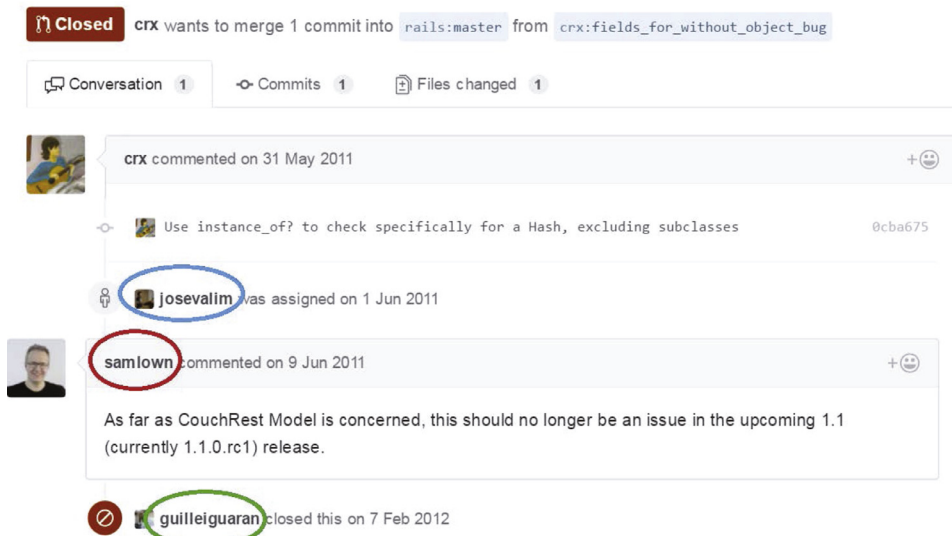 Closed crx wants to merge 1 commit into rails:master from crx:fields_for_without_object_bug
Conversation 1 Commits 1 Files changed 1
crx commented on 31 May 2011
Use instance_of? to check specifically for a Hash, excluding subclasses 0cba675
josevalim was assigned on 1 Jun 2011
samlown commented on 9 Jun 2011
As far as CouchRest Model is concerned, this should no longer be an issue in the upcoming 1.1
(currently 1.1.0.rc1) release.
guilleiguaran closed this on 7 Feb 2012